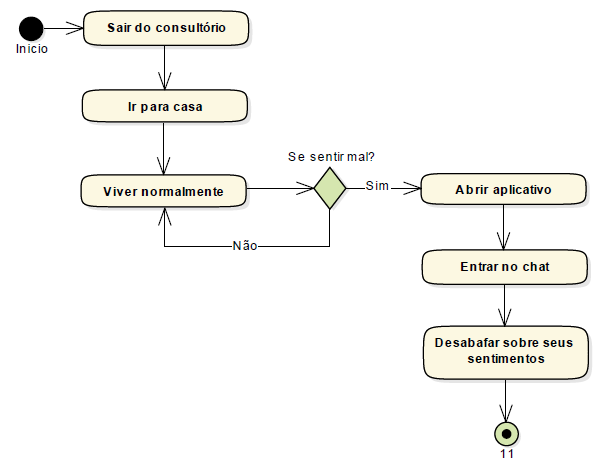 Sair do consultório
Inicio
Ir para casa
Se sentir mal?
Viver normalmente
Sim
Abrir aplicativo
Não
Entrar no chat
Desabafar sobre seus
sentimentos
11